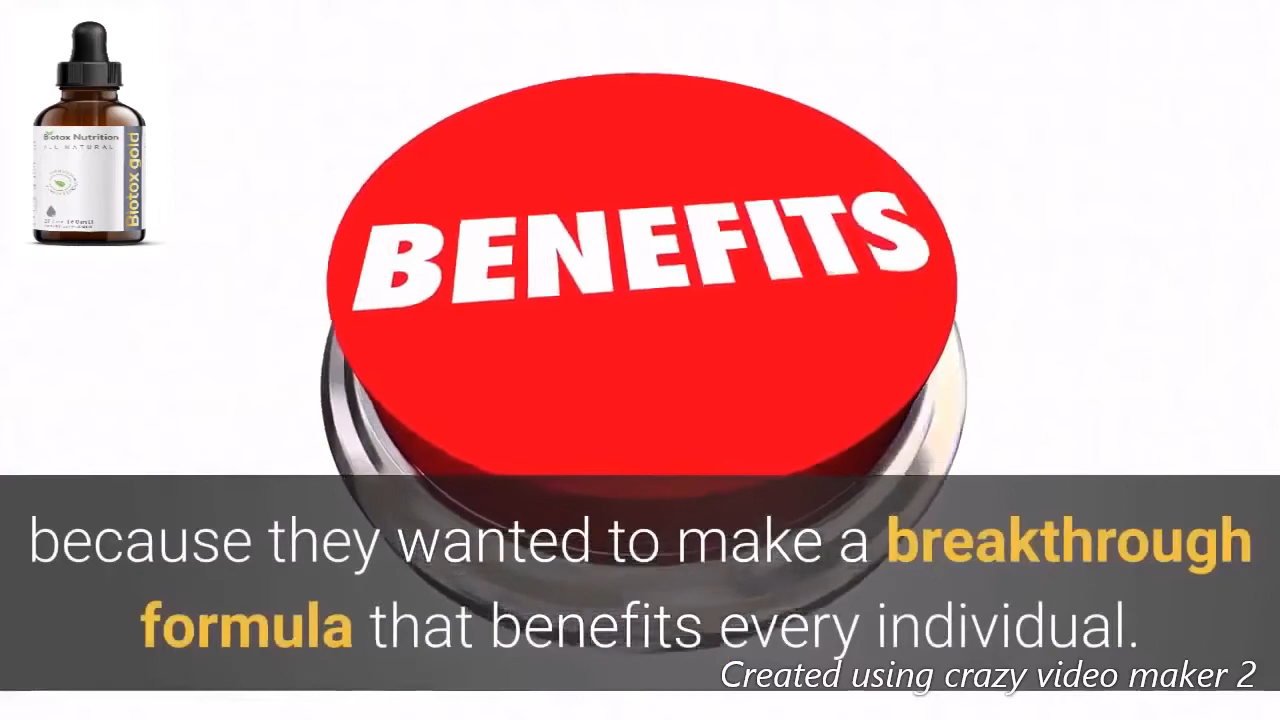 Biotox Nutrition
ALL NATURAL
Biotox gold
BENEFITS
because they wanted to make a breakthrough
formula that benefits every individual.
Created using crazy video maker 2